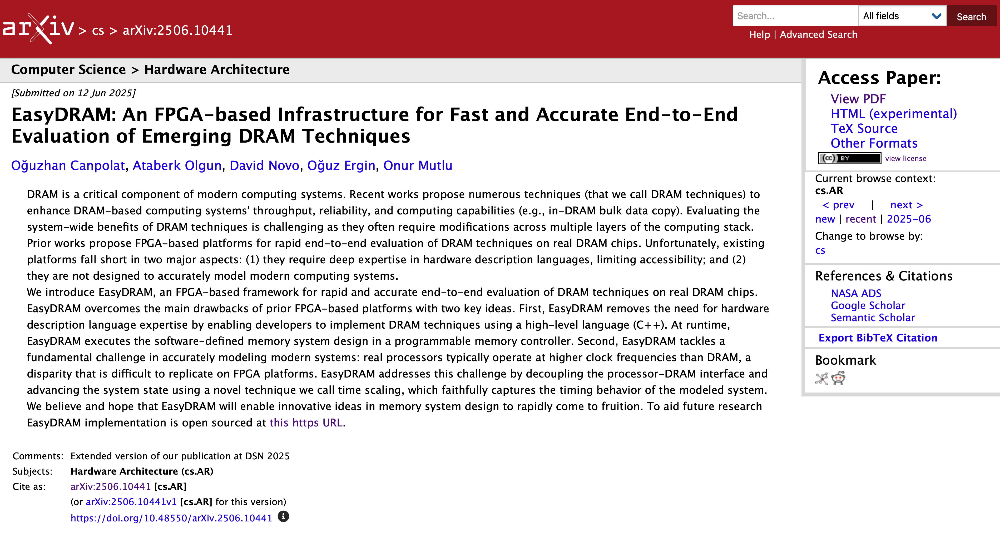 arXiv > cs > arXiv:2506.10441
Search...
All fields
Search
Help | Advanced Search
Computer Science > Hardware Architecture
[Submitted on 12 Jun 2025]
EasyDRAM: An FPGA-based Infrastructure for Fast and Accurate End-to-End
Evaluation of Emerging DRAM Techniques
Oğuzhan Canpolat, Ataberk Olgun, David Novo, Oğuz Ergin, Onur Mutlu
DRAM is a critical component of modern computing systems. Recent works propose numerous techniques (that we call DRAM techniques) to
enhance DRAM-based computing systems' throughput, reliability, and computing capabilities (e.g., in-DRAM bulk data copy). Evaluating the
system-wide benefits of DRAM techniques is challenging as they often require modifications across multiple layers of the computing stack.
Prior works propose FPGA-based platforms for rapid end-to-end evaluation of DRAM techniques on real DRAM chips. Unfortunately, existing
platforms fall short in two major aspects: (1) they require deep expertise in hardware description languages, limiting accessibility; and (2)
they are not designed to accurately model modern computing systems.
We introduce EasyDRAM, an FPGA-based framework for rapid and accurate end-to-end evaluation of DRAM techniques on real DRAM chips.
EasyDRAM overcomes the main drawbacks of prior FPGA-based platforms with two key ideas. First, EasyDRAM removes the need for hardware
description language expertise by enabling developers to implement DRAM techniques using a high-level language (C++). At runtime,
EasyDRAM executes the software-defined memory system design in a programmable memory controller. Second, EasyDRAM tackles a
fundamental challenge in accurately modeling modern systems: real processors typically operate at higher clock frequencies than DRAM, a
disparity that is difficult to replicate on FPGA platforms. EasyDRAM addresses this challenge by decoupling the processor-DRAM interface and
advancing the system state using a novel technique we call time scaling, which faithfully captures the timing behavior of the modeled system.
We believe and hope that EasyDRAM will enable innovative ideas in memory system design to rapidly come to fruition. To aid future research
EasyDRAM implementation is open sourced at this https URL.
Comments: Extended version of our publication at DSN 2025
Subjects: Hardware Architecture (cs.AR)
Cite as: arXiv:2506.10441 [cs.AR]
(or arXiv:2506.10441v1 [cs.AR] for this version)
https://doi.org/10.48550/arXiv.2506.10441
Access Paper:
View PDF
HTML (experimental)
TeX Source
Other Formats
(cc) BY view license
Current browse context:
cs.AR
< prev | next >
new | recent | 2025-06
Change to browse by:
cs
References & Citations
NASA ADS
Google Scholar
Semantic Scholar
Export BibTeX Citation
Bookmark